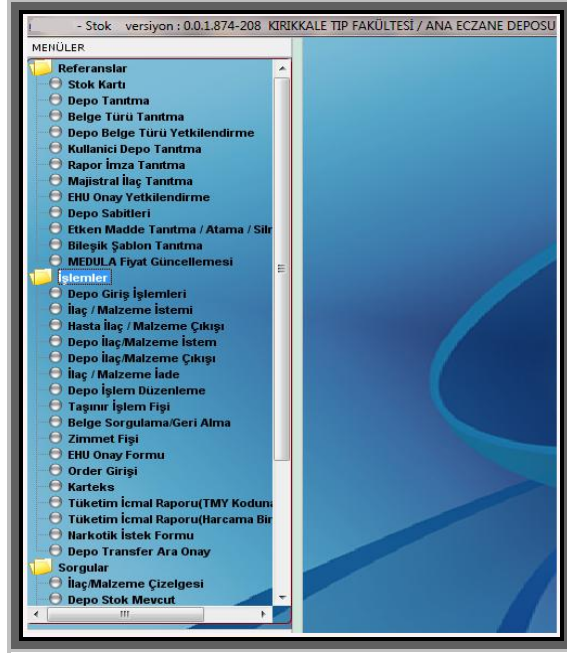 - Stok versiyon : 0.0.1.874-208 KIRIKKALE TIP FAKÜLTESİ / ANA ECZANE DEPOSU
MENÜLER
Referanslar
Stok Kartı
Depo Tanıtma
Belge Türü Tanıtma
Depo Belge Türü Yetkilendirme
Kullanici Depo Tanıtma
Rapor İmza Tanıtma
Majistral İlaç Tanıtma
EHU Onay Yetkilendirme
Depo Sabitleri
Etken Madde Tanıtma / Atama / Silr
Bileşik Şablon Tanıtma
MEDULA Fiyat Güncellemesi
İşlemler
Depo Giriş İşlemleri
İlaç / Malzeme İstemi
Hasta İlaç / Malzeme Çıkışı
Depo İlaç/Malzeme İstem
Depo İlaç/Malzeme Çıkışı
İlaç / Malzeme İade
Depo İşlem Düzenleme
Taşınır İşlem Fişi
Belge Sorgulama/Geri Alma
Zimmet Fişi
EHU Onay Formu
Order Girişi
Karteks
Tüketim İcmal Raporu(TMY Koduna
Tüketim İcmal Raporu(Harcama Bir
Narkotik İstek Formu
Depo Transfer Ara Onay
Sorgular
İlaç/Malzeme Çizelgesi
Depo Stok Mevcut